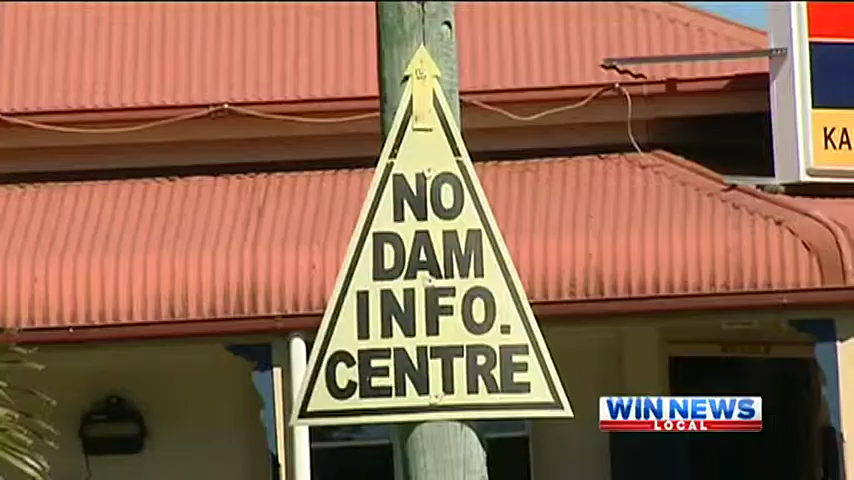 NO
DAM
INFO.
CENTRE
KA
WIN NEWS
LOCAL